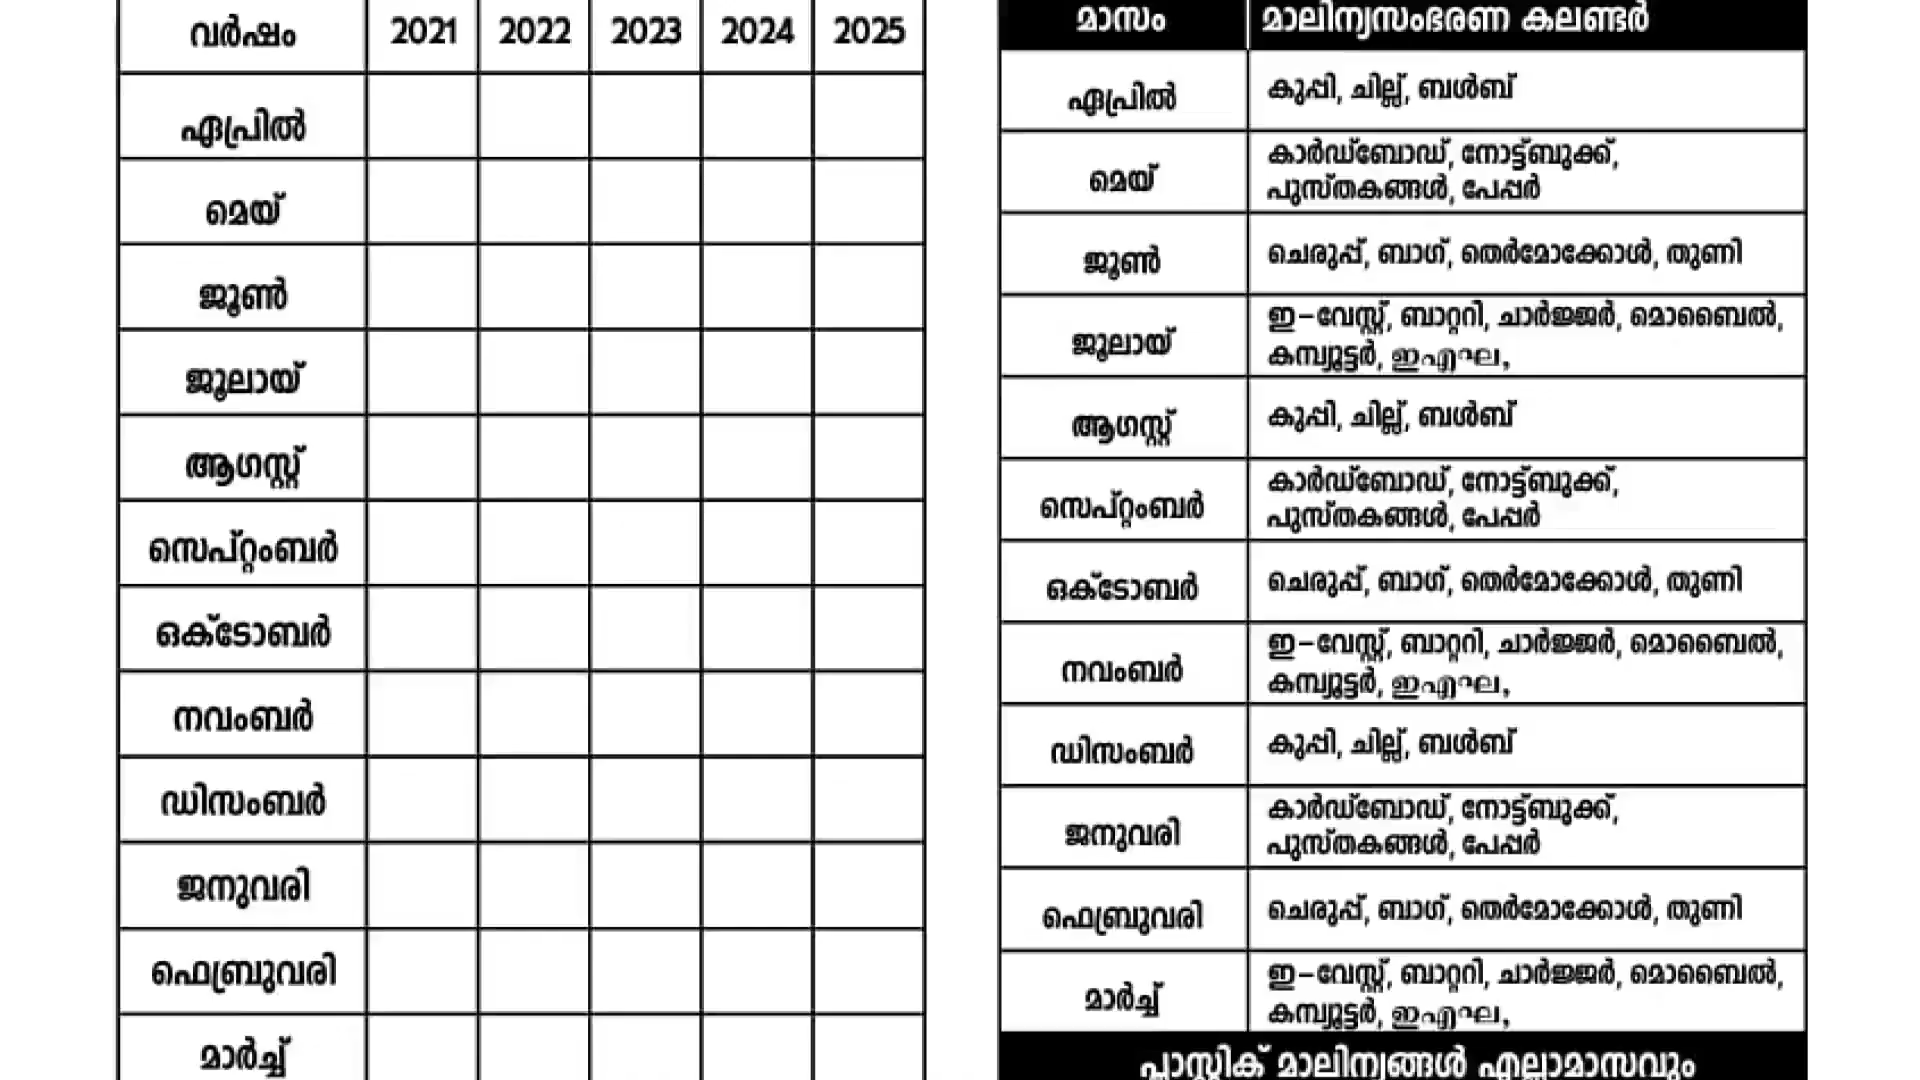 വർഷം 2021 2022 2023 2024 2025
ഏപ്രിൽ
മെയ്
ജൂൺ
ജൂലായ്
ആഗസ്റ്റ്
സെപ്റ്റംബർ
ഒക്ടോബർ
നവംബർ
ഡിസംബർ
ജനുവരി
ഫെബ്രുവരി
മാർച്ച്
മാസം മാലിന്യസംഭരണ കലണ്ടർ
ഏപ്രിൽ കുപ്പി, ചില്ല്, ബൾബ്
മെയ് കാർഡ്ബോഡ്, നോട്ട്ബുക്ക്,
പുസ്തകങ്ങൾ, പേപ്പർ
ജൂൺ ചെരുപ്പ്, ബാഗ്, തെർമോക്കോൾ, തുണി
ജൂലായ് ഇ-വേസ്റ്റ്, ബാറ്ററി, ചാർജ്ജർ, മൊബൈൽ,
കമ്പ്യൂട്ടർ,
ആഗസ്റ്റ് കുപ്പി, ചില്ല്, ബൾബ്
സെപ്റ്റംബർ കാർഡ്ബോഡ്, നോട്ട്ബുക്ക്,
പുസ്തകങ്ങൾ, പേപ്പർ
ഒക്ടോബർ ചെരുപ്പ്, ബാഗ്, തെർമോക്കോൾ, തുണി
നവംബർ ഇ-വേസ്റ്റ്, ബാറ്ററി, ചാർജ്ജർ, മൊബൈൽ,
കമ്പ്യൂട്ടർ,
ഡിസംബർ കുപ്പി, ചില്ല്, ബൾബ്
ജനുവരി കാർഡ്ബോഡ്, നോട്ട്ബുക്ക്,
പുസ്തകങ്ങൾ, പേപ്പർ
ഫെബ്രുവരി ചെരുപ്പ്, ബാഗ്, തെർമോക്കോൾ, തുണി
മാർച്ച് ഇ-വേസ്റ്റ്, ബാറ്ററി, ചാർജ്ജർ, മൊബൈൽ,
കമ്പ്യൂട്ടർ,
പ്ലാസ്റ്റിക് മാലിന്യങ്ങൾ എല്ലാമാസവും